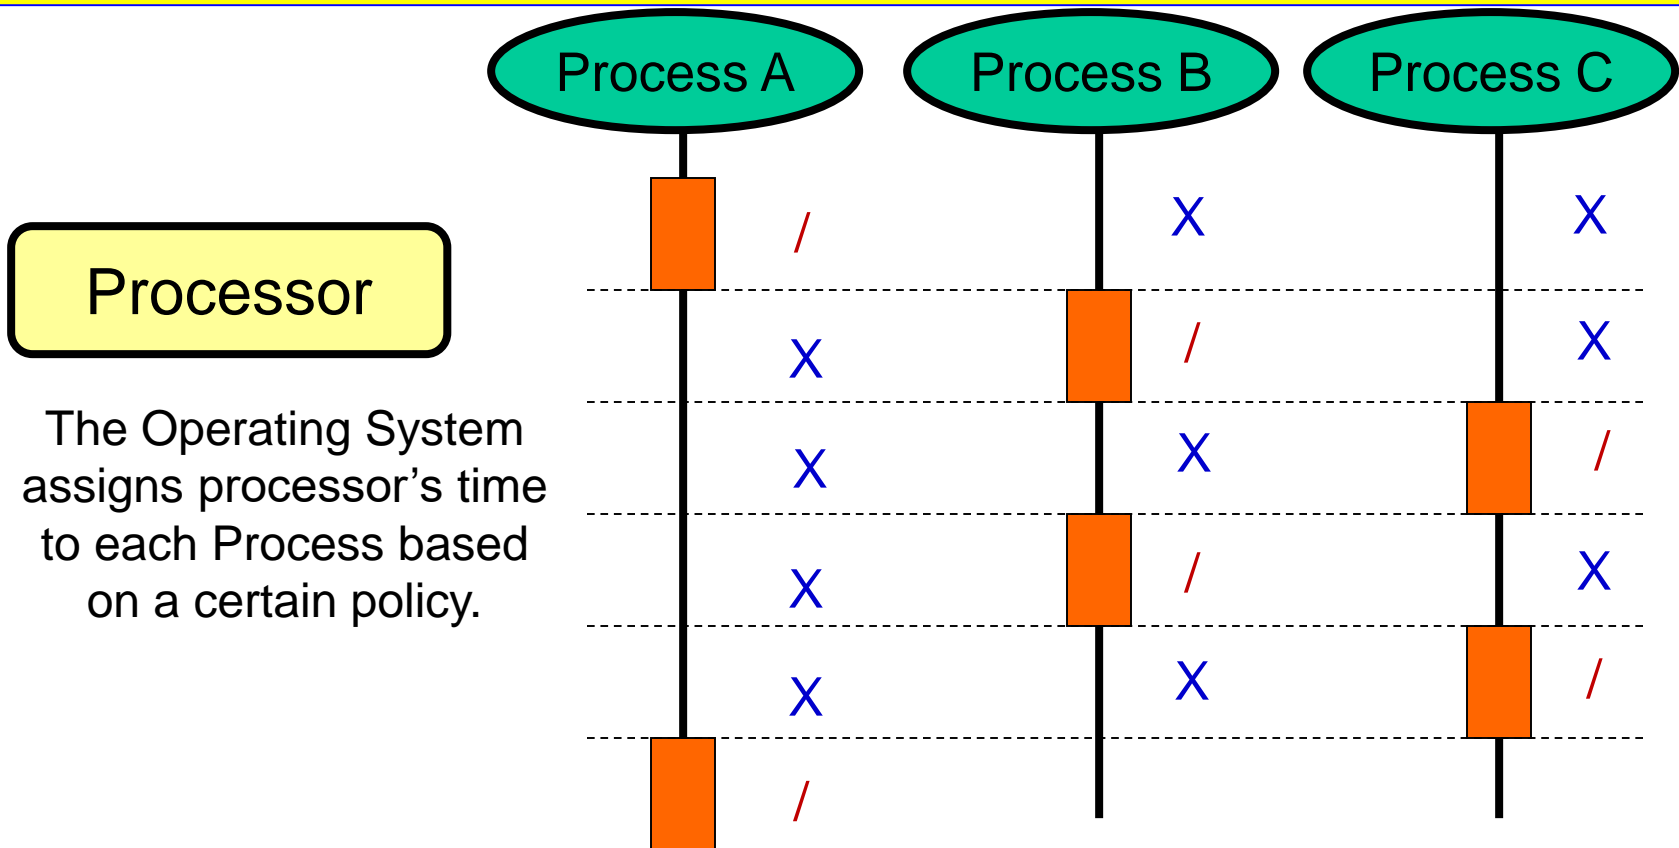 Process A
Process B
Process C
/ X X
Processor
X / X
X X /
The Operating System
assigns processor’s time
to each Process based
on a certain policy.
X / X
X X /
/